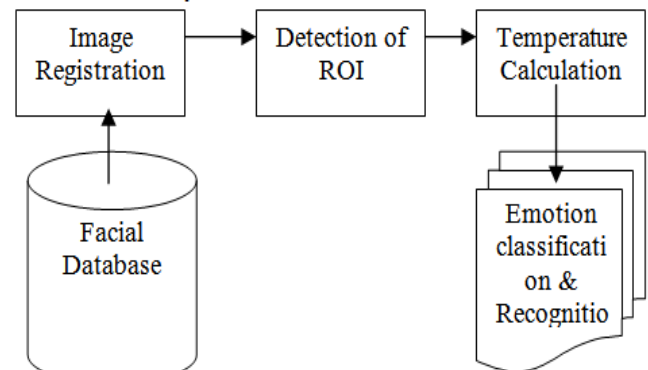 Image
Registration
Detection of
ROI
Temperature
Calculation
Facial
Database
Emotion
classificati
on &
Recognitio